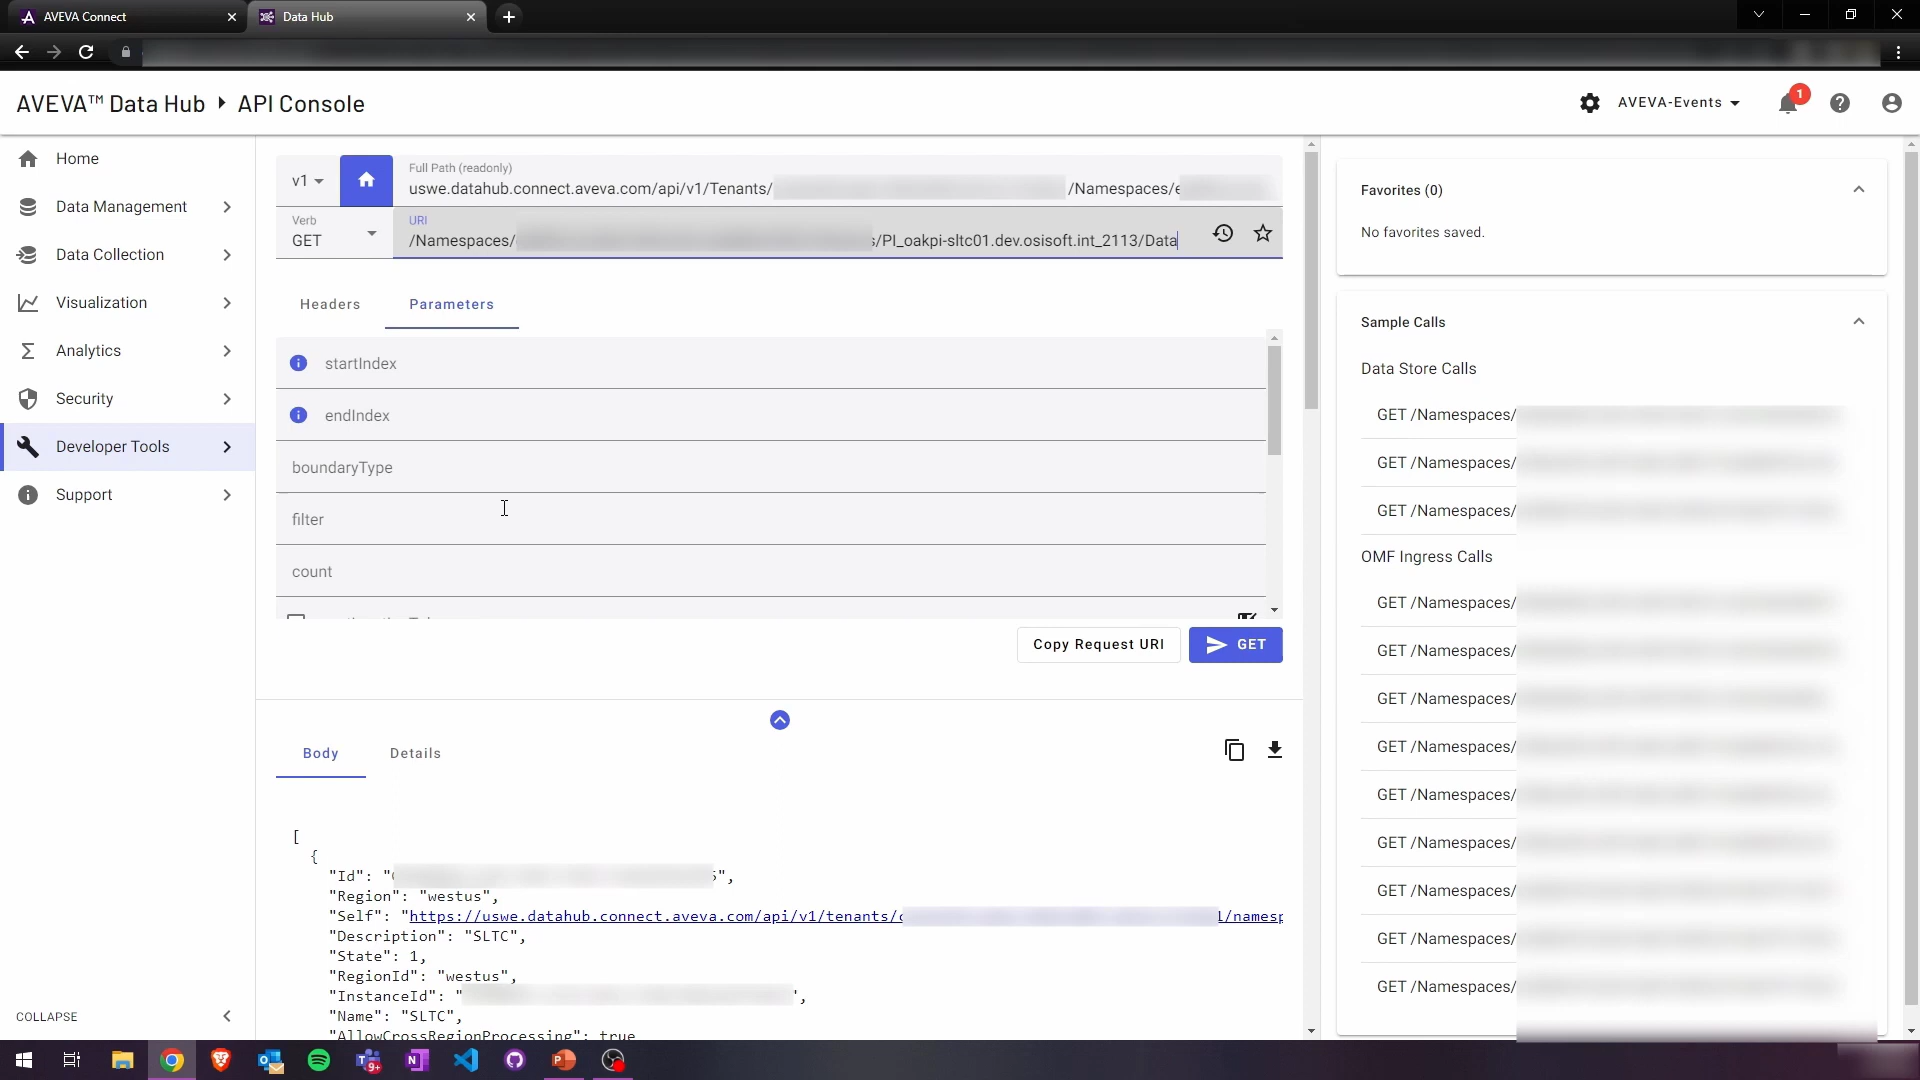 AVEVA Connect
Data Hub
AVEVA™ Data Hub
API Console
AVEVA-Events
1
Home
Data Management
Data Collection
Visualization
Analytics
Security
Developer Tools
Support
COLLAPSE
v1
Full Path (readonly)
uswe.datahub.connect.aveva.com/api/v1/Tenants/ /Namespaces/e
Verb
GET
URI
/Namespaces/ s/PI_oakpi-sltc01.dev.osisoft.int_2113/Data
Headers
Parameters
startIndex
endIndex
boundaryType
filter
count
Copy Request URI
GET
Body
Details
[
{
"Id": " ",
"Region": "westus",
"Self": "https://uswe.datahub.connect.aveva.com/api/v1/tenants/ /namesp
"Description": "SLTC",
"State": 1,
"RegionId": "westus",
"InstanceId": " ",
"Name": "SLTC",
"AllowCrossRegionProcessing": true
Favorites (0)
No favorites saved.
Sample Calls
Data Store Calls
GET /Namespaces/
GET /Namespaces/
GET /Namespaces/
OMF Ingress Calls
GET /Namespaces/
GET /Namespaces/
GET /Namespaces/
GET /Namespaces/
GET /Namespaces/
GET /Namespaces/
GET /Namespaces/
GET /Namespaces/
GET /Namespaces/
9+